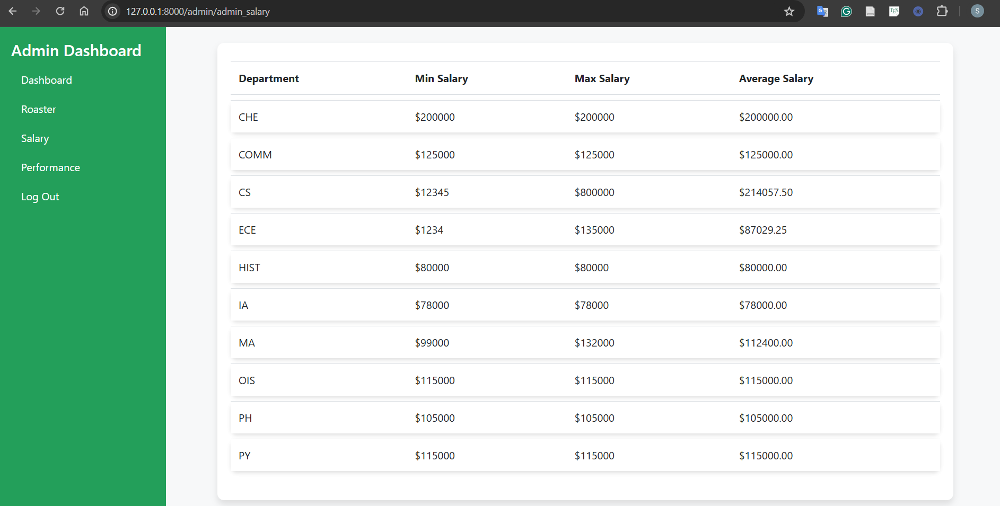 127.0.0.1:8000/admin/admin_salary
S
Admin Dashboard
Dashboard
Roaster
Salary
Performance
Log Out
Department Min Salary Max Salary Average Salary
CHE $200000 $200000 $200000.00
COMM $125000 $125000 $125000.00
CS $12345 $800000 $214057.50
ECE $1234 $135000 $87029.25
HIST $80000 $80000 $80000.00
IA $78000 $78000 $78000.00
MA $99000 $132000 $112400.00
OIS $115000 $115000 $115000.00
PH $105000 $105000 $105000.00
PY $115000 $115000 $115000.00